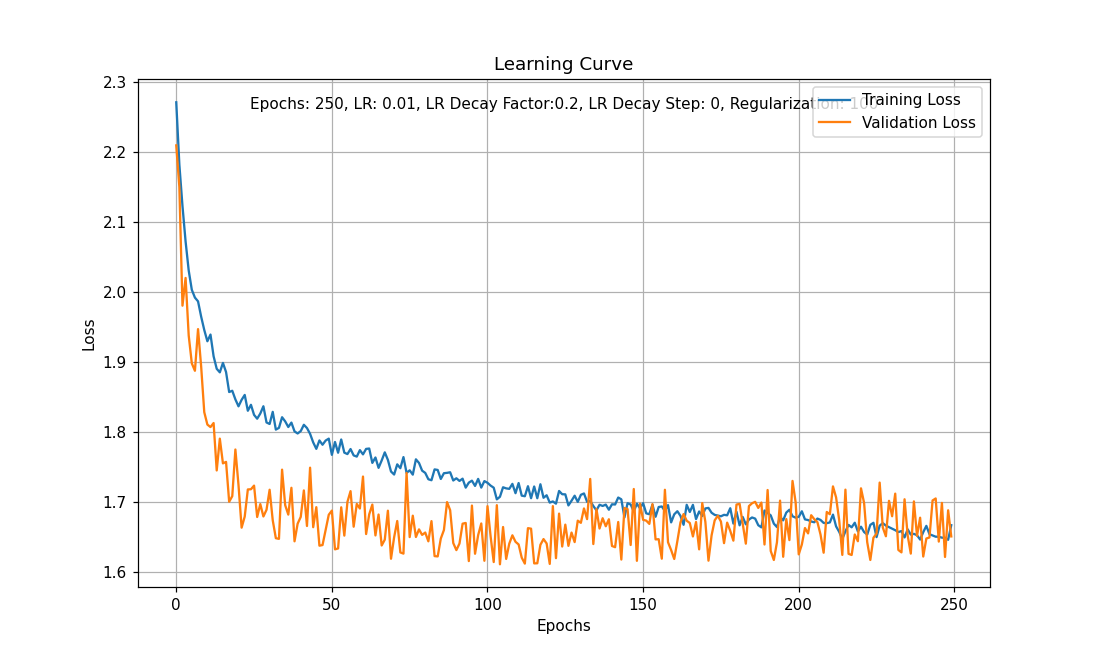 Learning Curve
Epochs: 250, LR: 0.01, LR Decay Factor:0.2, LR Decay Step: 0, Regularization: 100
Training Loss
Validation Loss
2.3
2.2
2.1
2.0
1.9
1.8
1.7
1.6
Loss
0
50
100
150
200
250
Epochs